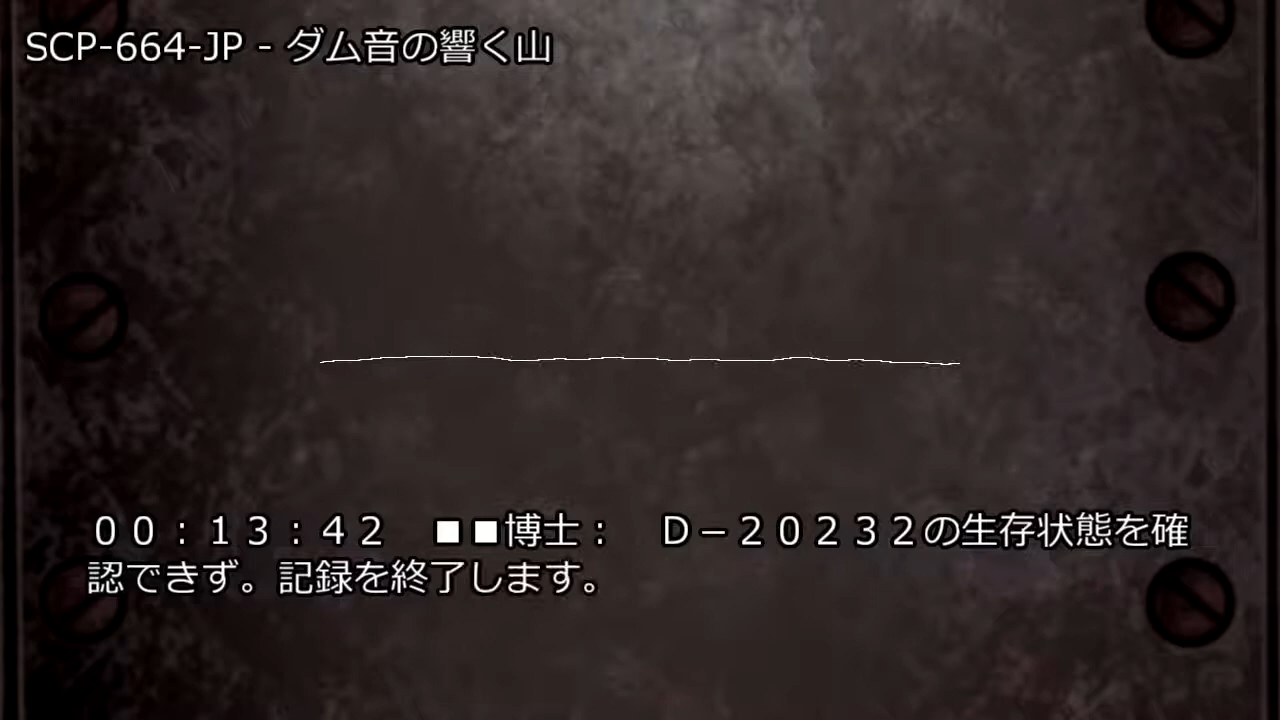 SCP-664-JP - ダム音の響く山
００：１３：４２　■■博士：　Ｄ－２０２３２の生存状態を確
認できず。記録を終了します。